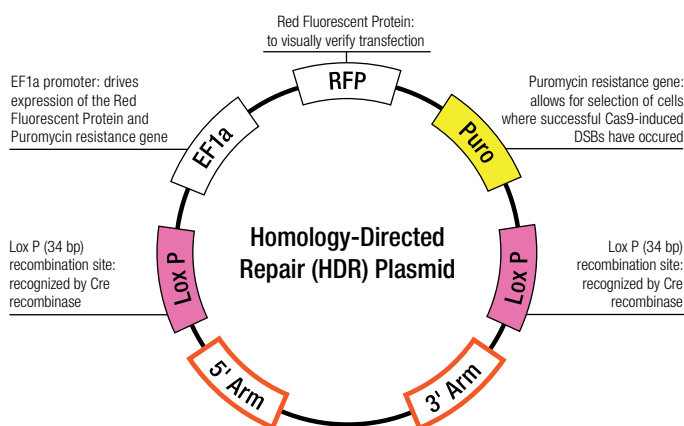 Red Fluorescent Protein:
to visually verify transfection
EF1a promoter: drives
expression of the Red
Fluorescent Protein and
Puromycin resistance gene
Puromycin resistance gene:
allows for selection of cells
where successful Cas9-induced
DSBs have occured
RFP
EF1a
Puro
Homology-Directed
Repair (HDR) Plasmid
Lox P (34 bp)
recombination site:
recognized by Cre
recombinase
Lox P
Lox P
Lox P (34 bp)
recombination site:
recognized by Cre
recombinase
5' Arm
3' Arm